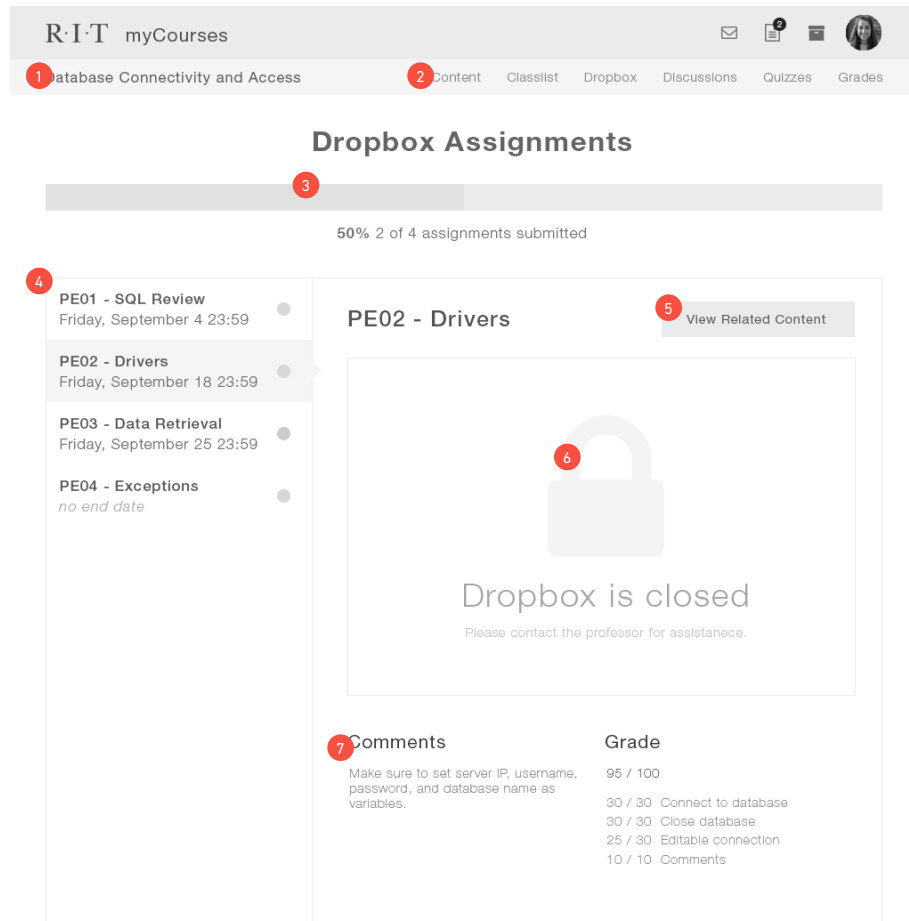 R·I·T myCourses
2
1 Database Connectivity and Access
2 Content Classlist Dropbox Discussions Quizzes Grades
Dropbox Assignments
3
50% 2 of 4 assignments submitted
4
PE01 - SQL Review
Friday, September 4 23:59
PE02 - Drivers
Friday, September 18 23:59
PE03 - Data Retrieval
Friday, September 25 23:59
PE04 - Exceptions
no end date
PE02 - Drivers
5 View Related Content
6
Dropbox is closed
Please contact the professor for assistanece.
7 Comments
Make sure to set server IP, username,
password, and database name as
variables.
Grade
95 / 100
30 / 30 Connect to database
30 / 30 Close database
25 / 30 Editable connection
10 / 10 Comments